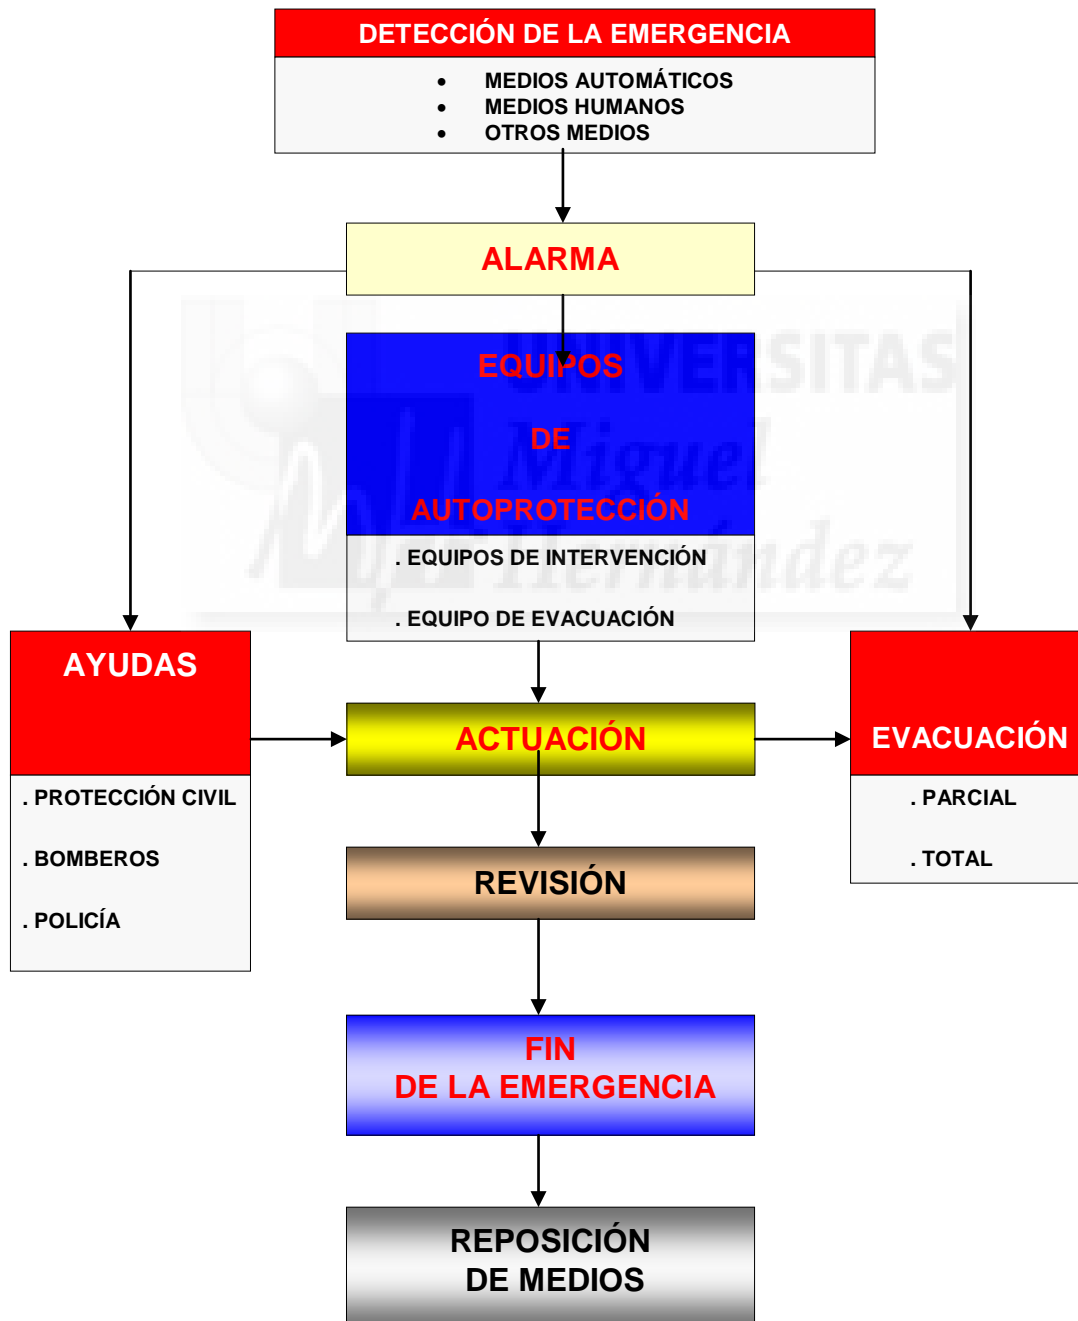 DETECCIÓN DE LA EMERGENCIA
• MEDIOS AUTOMÁTICOS
• MEDIOS HUMANOS
• OTROS MEDIOS
ALARMA
UNIVERSITAS
Miguel
Hernández
EQUIPOS
DE
AUTOPROTECCIÓN
. EQUIPOS DE INTERVENCIÓN
. EQUIPO DE EVACUACIÓN
AYUDAS
. PROTECCIÓN CIVIL
. BOMBEROS
. POLICÍA
ACTUACIÓN
EVACUACIÓN
. PARCIAL
. TOTAL
REVISIÓN
FIN
DE LA EMERGENCIA
REPOSICIÓN
DE MEDIOS